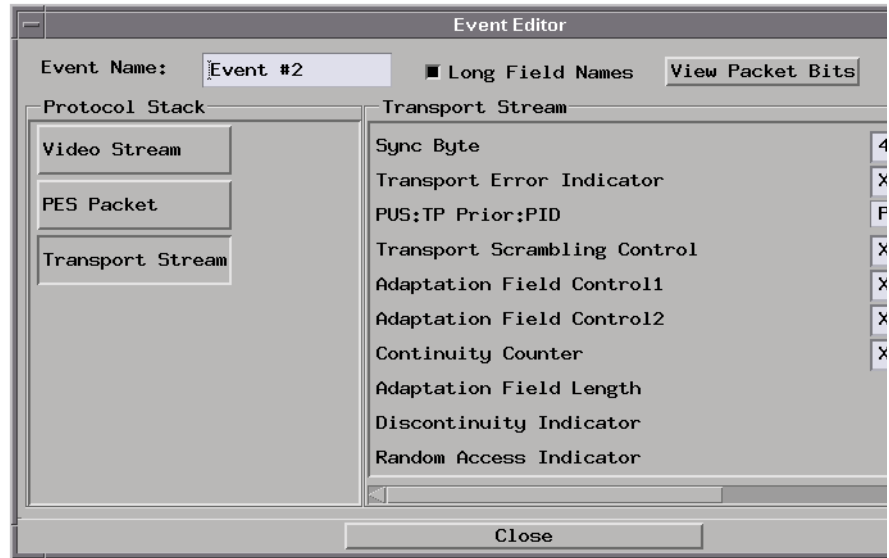 Event Editor
Event Name: Event #2 Long Field Names View Packet Bits
Protocol Stack
Video Stream
PES Packet
Transport Stream
Transport Stream
Sync Byte 4
Transport Error Indicator X
PUS:TP Prior:PID
Transport Scrambling Control X
Adaptation Field Control1 X
Adaptation Field Control2 X
Continuity Counter X
Adaptation Field Length
Discontinuity Indicator
Random Access Indicator
Close